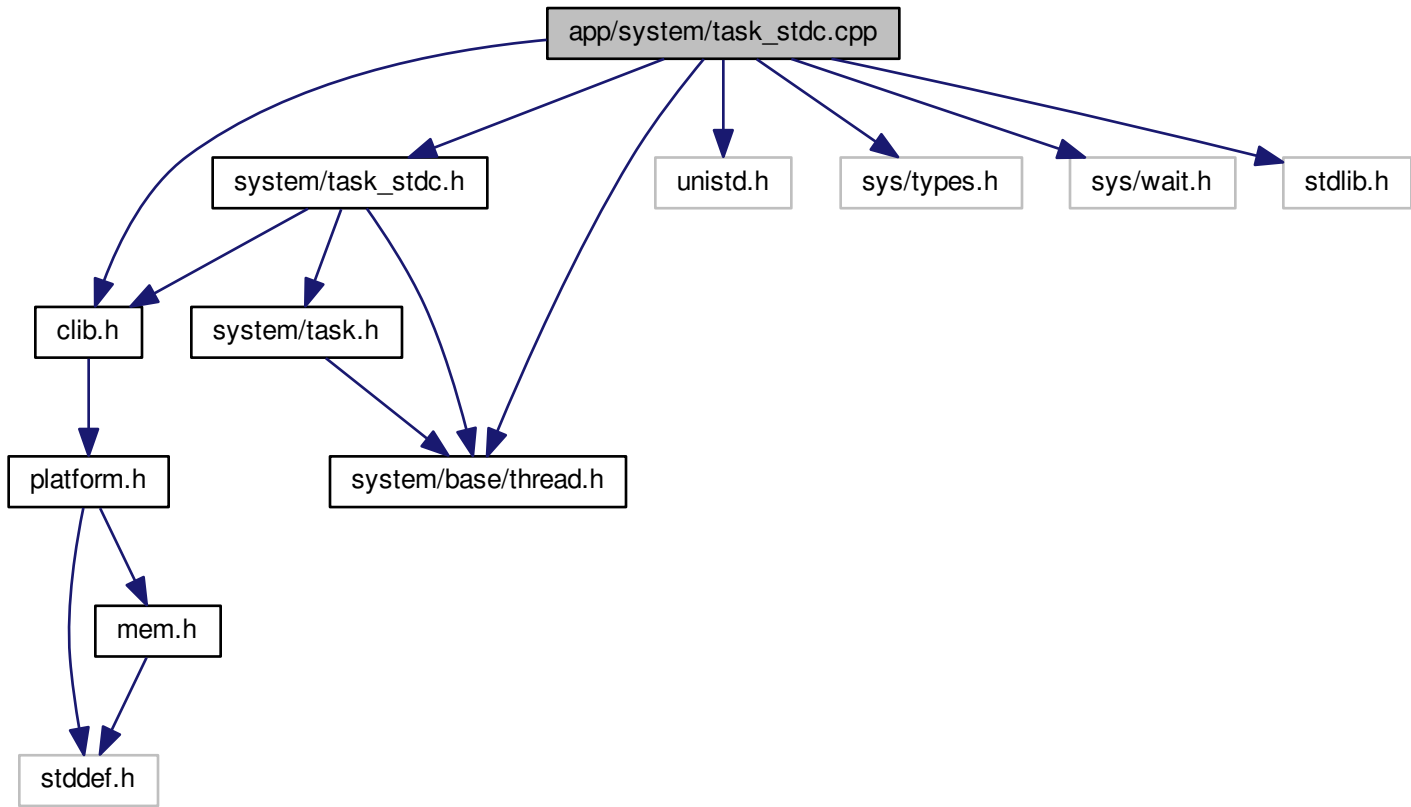 app/system/task_stdc.cpp
system/task_stdc.h
unistd.h
sys/types.h
sys/wait.h
stdlib.h
clib.h
system/task.h
platform.h
system/base/thread.h
mem.h
stddef.h